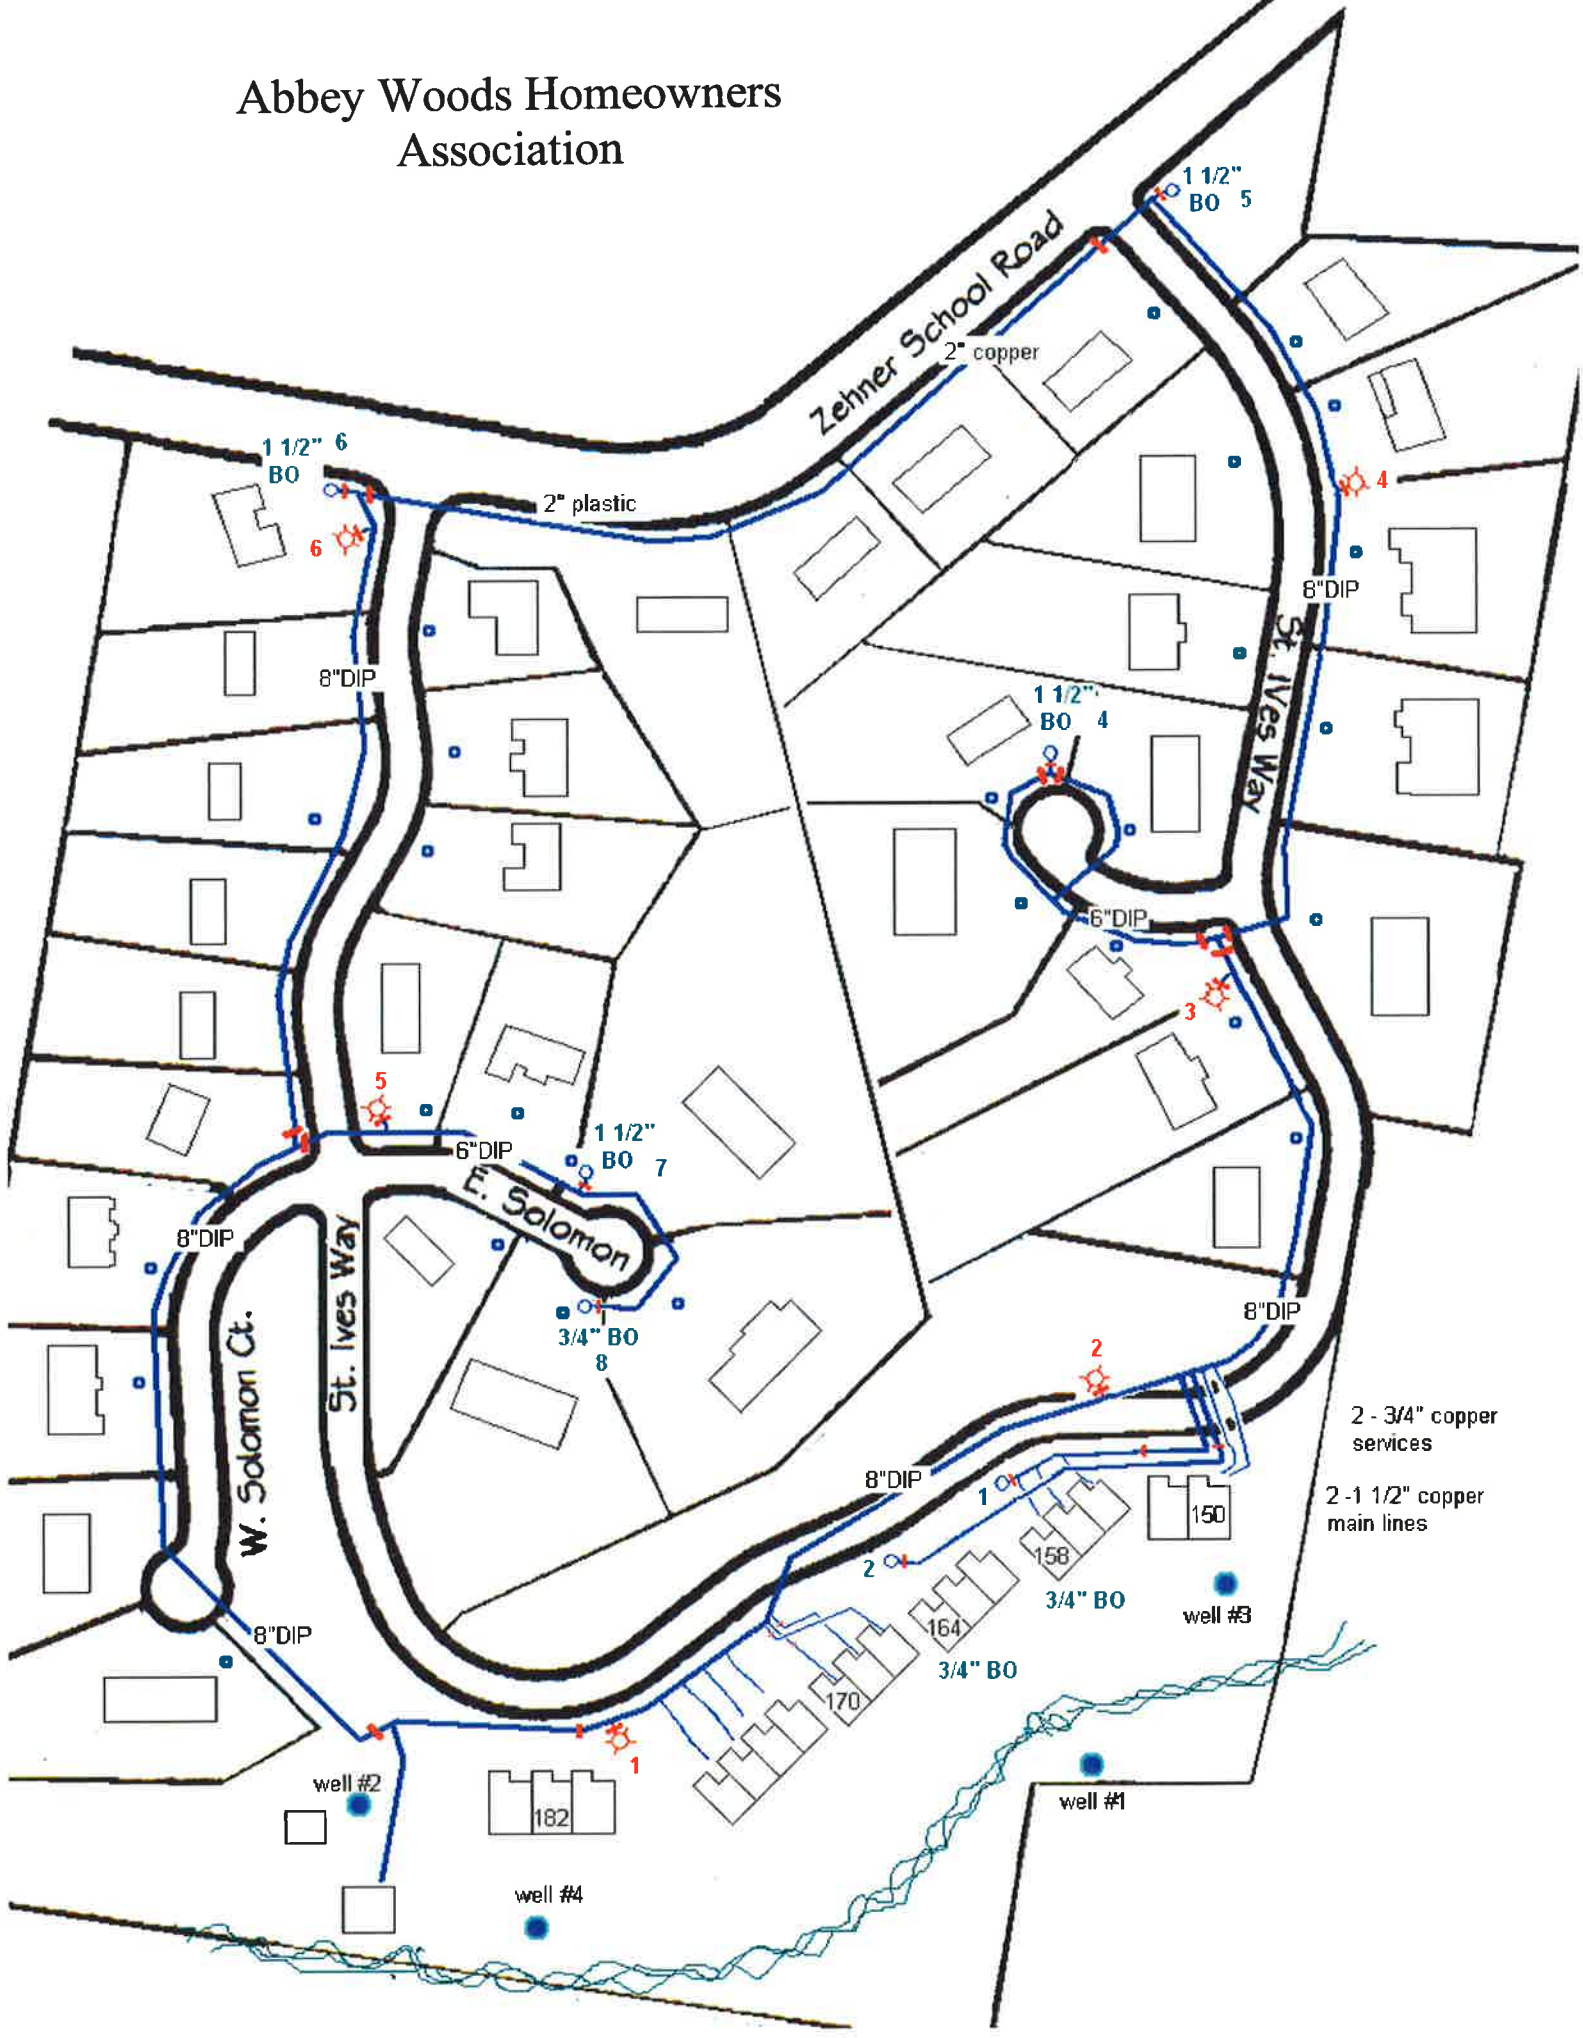 Abbey Woods Homeowners
Association
1 1/2"
BO 5
Zehner School Road
2" copper
1 1/2" 6
BO
2" plastic
4
6
8"DIP
St. Ives Way
8"DIP
1 1/2"
BO 4
6"DIP
3
5
6"DIP
1 1/2"
BO 7
E. Solomon
8"DIP
St. Ives Way
W. Solomon Ct.
3/4" BO
8
8"DIP
2
2 - 3/4" copper
services
8"DIP
1
2 -1 1/2" copper
main lines
150
2
158
3/4" BO
well #3
164
3/4" BO
8"DIP
170
1
well #2
well #1
182
well #4